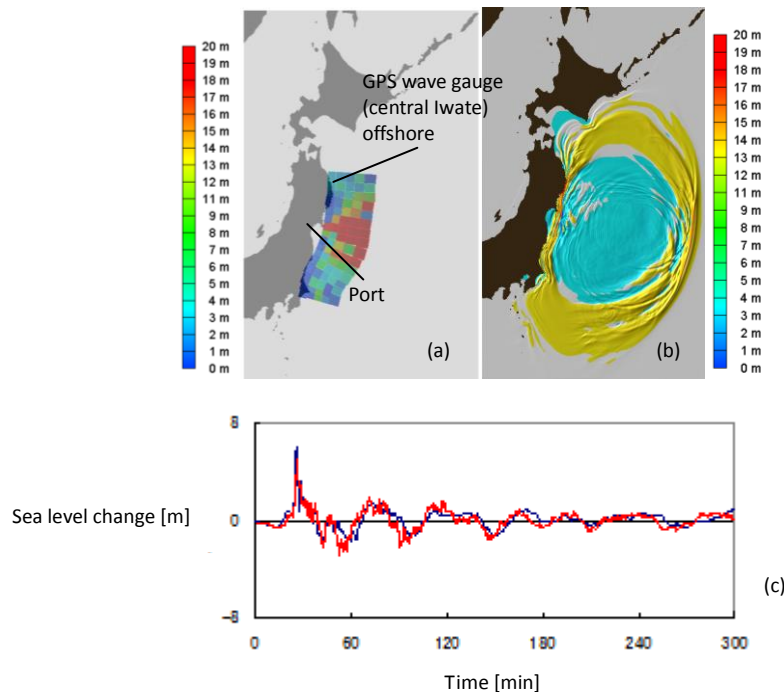 20 m
19 m
18 m
17 m
16 m
15 m
14 m
13 m
12 m
11 m
10 m
9 m
8 m
7 m
6 m
5 m
4 m
3 m
2 m
1 m
0 m
GPS wave gauge
(central Iwate)
offshore
Port
(a)
(b)
20 m
19 m
18 m
17 m
16 m
15 m
14 m
13 m
12 m
11 m
10 m
9 m
8 m
7 m
6 m
5 m
4 m
3 m
2 m
1 m
0 m
8
Sea level change [m]
0
-8
(c)
0 60 120 180 240 300
Time [min]